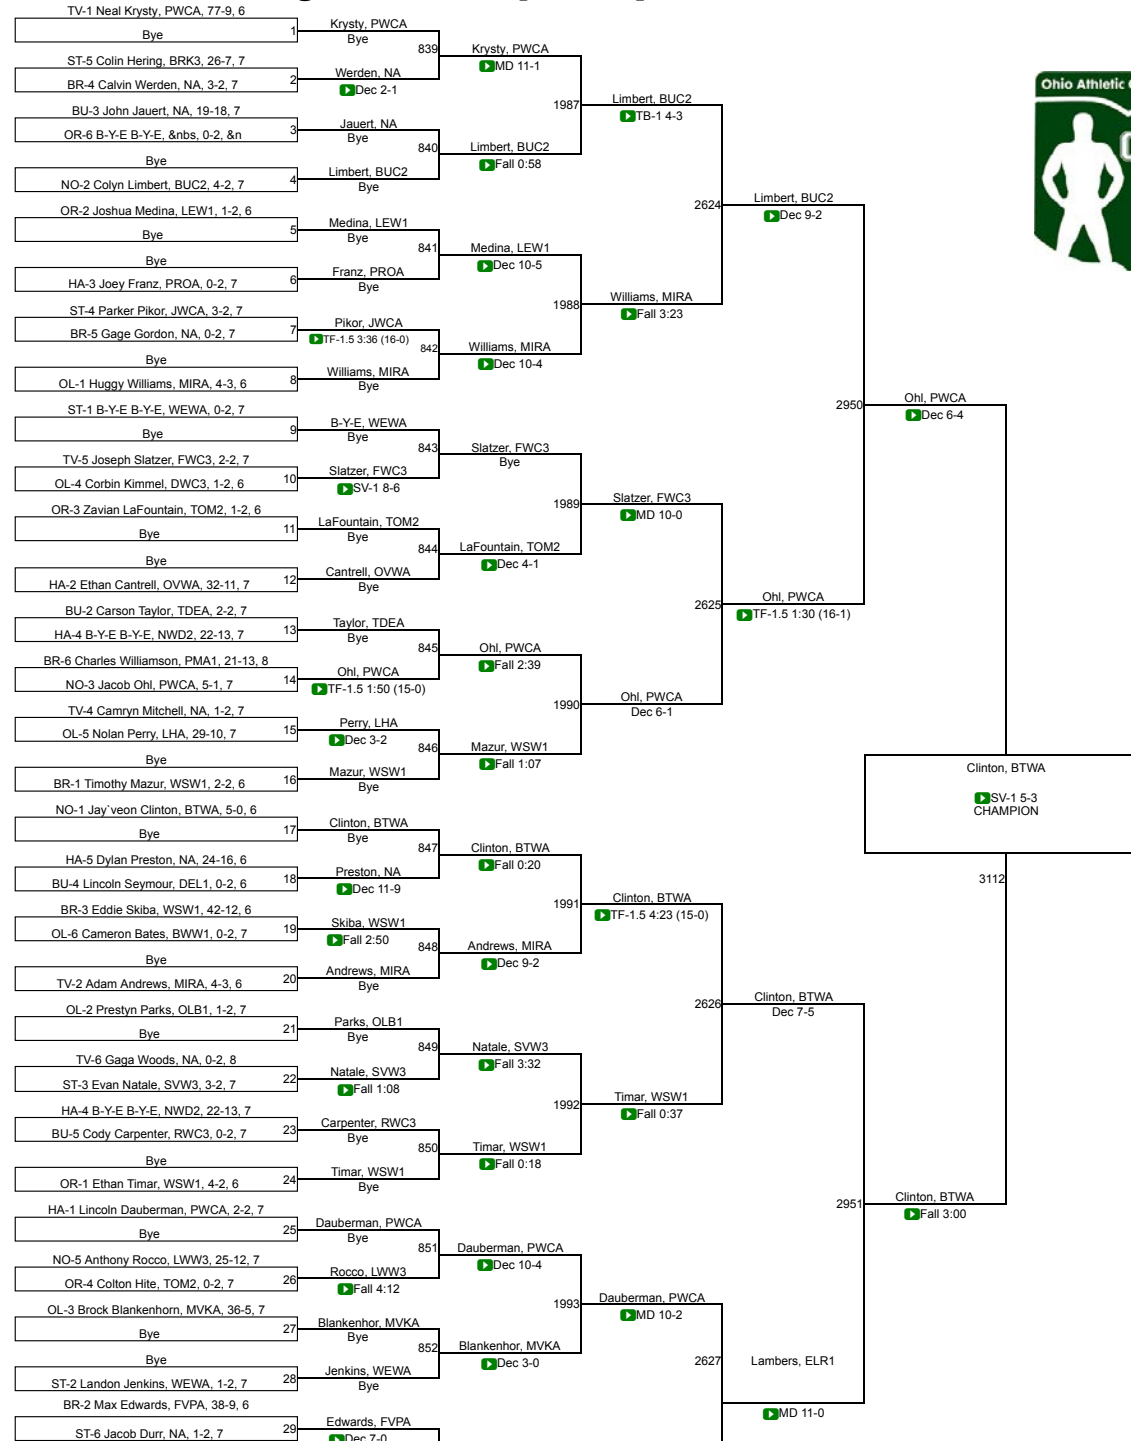 TV-1 Neal Krysty, PWCA, 77-9, 6
Bye
1
Krysty, PWCA
Bye
839
Krysty, PWCA
MD 11-1
ST-5 Colin Hering, BRK3, 26-7, 7
BR-4 Calvin Werden, NA, 3-2, 7
2
Werden, NA
Dec 2-1
1987
Limbert, BUC2
TB-1 4-3
Ohio Athletic
BU-3 John Jauert, NA, 19-18, 7
OR-6 B-Y-E B-Y-E, &nbs, 0-2, &n
3
Jauert, NA
Bye
840
Limbert, BUC2
Fall 0:58
Bye
NO-2 Colyn Limbert, BUC2, 4-2, 7
4
Limbert, BUC2
Bye
2624
Limbert, BUC2
Dec 9-2
OR-2 Joshua Medina, LEW1, 1-2, 6
Bye
5
Medina, LEW1
Bye
841
Medina, LEW1
Dec 10-5
Bye
HA-3 Joey Franz, PROA, 0-2, 7
6
Franz, PROA
Bye
1988
Williams, MIRA
Fall 3:23
ST-4 Parker Pikor, JWCA, 3-2, 7
BR-5 Gage Gordon, NA, 0-2, 7
7
Pikor, JWCA
TF-1.5 3:36 (16-0)
842
Williams, MIRA
Dec 10-4
Bye
OL-1 Huggy Williams, MIRA, 4-3, 6
8
Williams, MIRA
Bye
2950
Ohl, PWCA
Dec 6-4
ST-1 B-Y-E B-Y-E, WEWA, 0-2, 7
Bye
9
B-Y-E, WEWA
Bye
843
Slatzer, FWC3
Bye
TV-5 Joseph Slatzer, FWC3, 2-2, 7
OL-4 Corbin Kimmel, DWC3, 1-2, 6
10
Slatzer, FWC3
SV-1 8-6
1989
Slatzer, FWC3
MD 10-0
OR-3 Zavian LaFountain, TOM2, 1-2, 6
Bye
11
LaFountain, TOM2
Bye
844
LaFountain, TOM2
Dec 4-1
Bye
HA-2 Ethan Cantrell, OVWA, 32-11, 7
12
Cantrell, OVWA
Bye
2625
Ohl, PWCA
TF-1.5 1:30 (16-1)
BU-2 Carson Taylor, TDEA, 2-2, 7
HA-4 B-Y-E B-Y-E, NWD2, 22-13, 7
13
Taylor, TDEA
Bye
845
Ohl, PWCA
Fall 2:39
BR-6 Charles Williamson, PMA1, 21-13, 8
NO-3 Jacob Ohl, PWCA, 5-1, 7
14
Ohl, PWCA
TF-1.5 1:50 (15-0)
1990
Ohl, PWCA
Dec 6-1
TV-4 Camryn Mitchell, NA, 1-2, 7
OL-5 Nolan Perry, LHA, 29-10, 7
15
Perry, LHA
Dec 3-2
846
Mazur, WSW1
Fall 1:07
Bye
BR-1 Timothy Mazur, WSW1, 2-2, 6
16
Mazur, WSW1
Bye
Clinton, BTWA
SV-1 5-3
CHAMPION
NO-1 Jay`veon Clinton, BTWA, 5-0, 6
Bye
17
Clinton, BTWA
Bye
847
Clinton, BTWA
Fall 0:20
HA-5 Dylan Preston, NA, 24-16, 6
BU-4 Lincoln Seymour, DEL1, 0-2, 6
18
Preston, NA
Dec 11-9
3112
1991
Clinton, BTWA
TF-1.5 4:23 (15-0)
BR-3 Eddie Skiba, WSW1, 42-12, 6
OL-6 Cameron Bates, BWW1, 0-2, 7
19
Skiba, WSW1
Fall 2:50
848
Andrews, MIRA
Dec 9-2
Bye
TV-2 Adam Andrews, MIRA, 4-3, 6
20
Andrews, MIRA
Bye
2626
Clinton, BTWA
Dec 7-5
OL-2 Prestyn Parks, OLB1, 1-2, 7
Bye
21
Parks, OLB1
Bye
849
Natale, SVW3
Fall 3:32
TV-6 Gaga Woods, NA, 0-2, 8
ST-3 Evan Natale, SVW3, 3-2, 7
22
Natale, SVW3
Fall 1:08
1992
Timar, WSW1
Fall 0:37
HA-4 B-Y-E B-Y-E, NWD2, 22-13, 7
BU-5 Cody Carpenter, RWC3, 0-2, 7
23
Carpenter, RWC3
Bye
850
Timar, WSW1
Fall 0:18
Bye
OR-1 Ethan Timar, WSW1, 4-2, 6
24
Timar, WSW1
Bye
2951
Clinton, BTWA
Fall 3:00
HA-1 Lincoln Dauberman, PWCA, 2-2, 7
Bye
25
Dauberman, PWCA
Bye
851
Dauberman, PWCA
Dec 10-4
NO-5 Anthony Rocco, LWW3, 25-12, 7
OR-4 Colton Hite, TOM2, 0-2, 7
26
Rocco, LWW3
Fall 4:12
1993
Dauberman, PWCA
MD 10-2
OL-3 Brock Blankenhorn, MVKA, 36-5, 7
Bye
27
Blankenhor, MVKA
Bye
852
Blankenhor, MVKA
Dec 3-0
Bye
ST-2 Landon Jenkins, WEWA, 1-2, 7
28
Jenkins, WEWA
Bye
2627
Lambers, ELR1
MD 11-0
BR-2 Max Edwards, FVPA, 38-9, 6
ST-6 Jacob Durr, NA, 1-2, 7
29
Edwards, FVPA
Dec 7-0